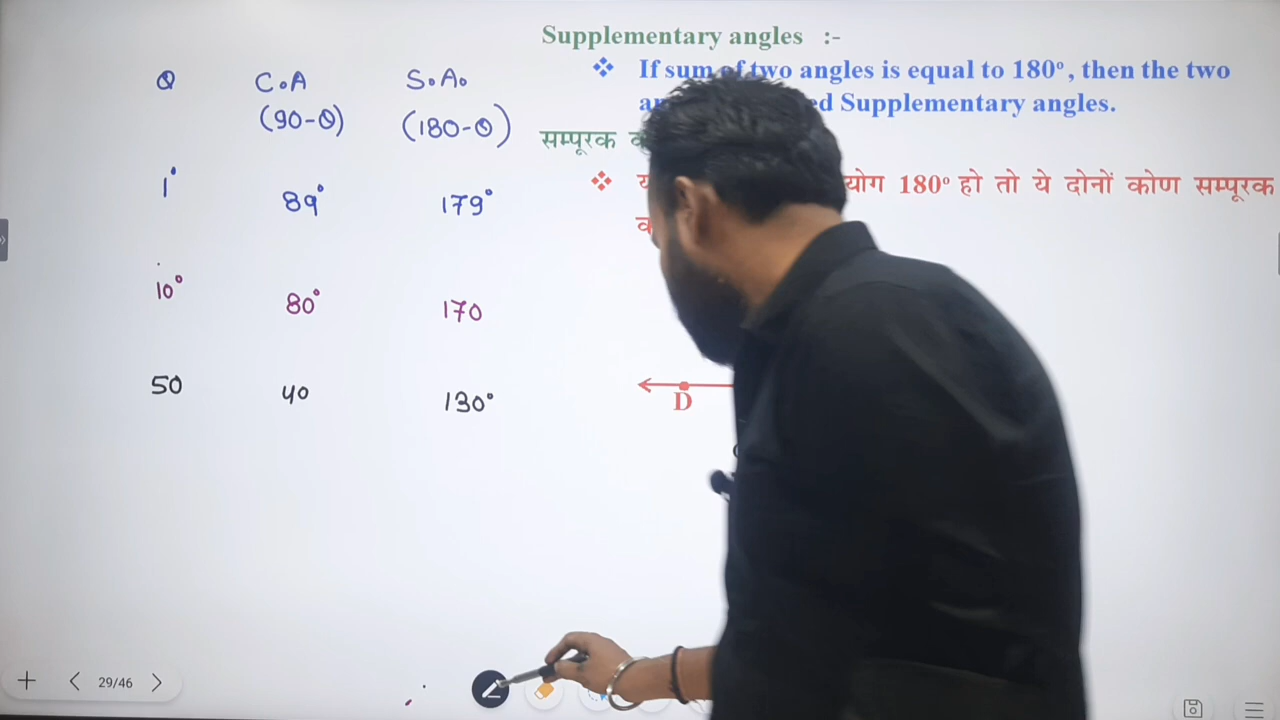 Supplementary angles :-
❖ If sum of two angles is equal to 180°, then the two
Supplementary angles.
सम्पूरक
योग 180° हो तो ये दोनों कोण सम्पूरक
θ C.A S.A.
(90-θ) (180-θ)
1° 89° 179°
10° 80° 170
50 40 130°
D
29/46